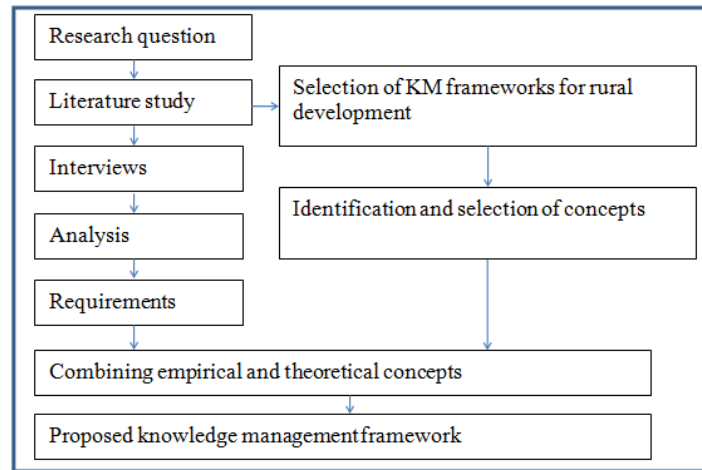 Research question
Literature study
Selection of KM frameworks for rural
development
Interviews
Identification and selection of concepts
Analysis
Requirements
Combining empirical and theoretical concepts
Proposed knowledge management framework